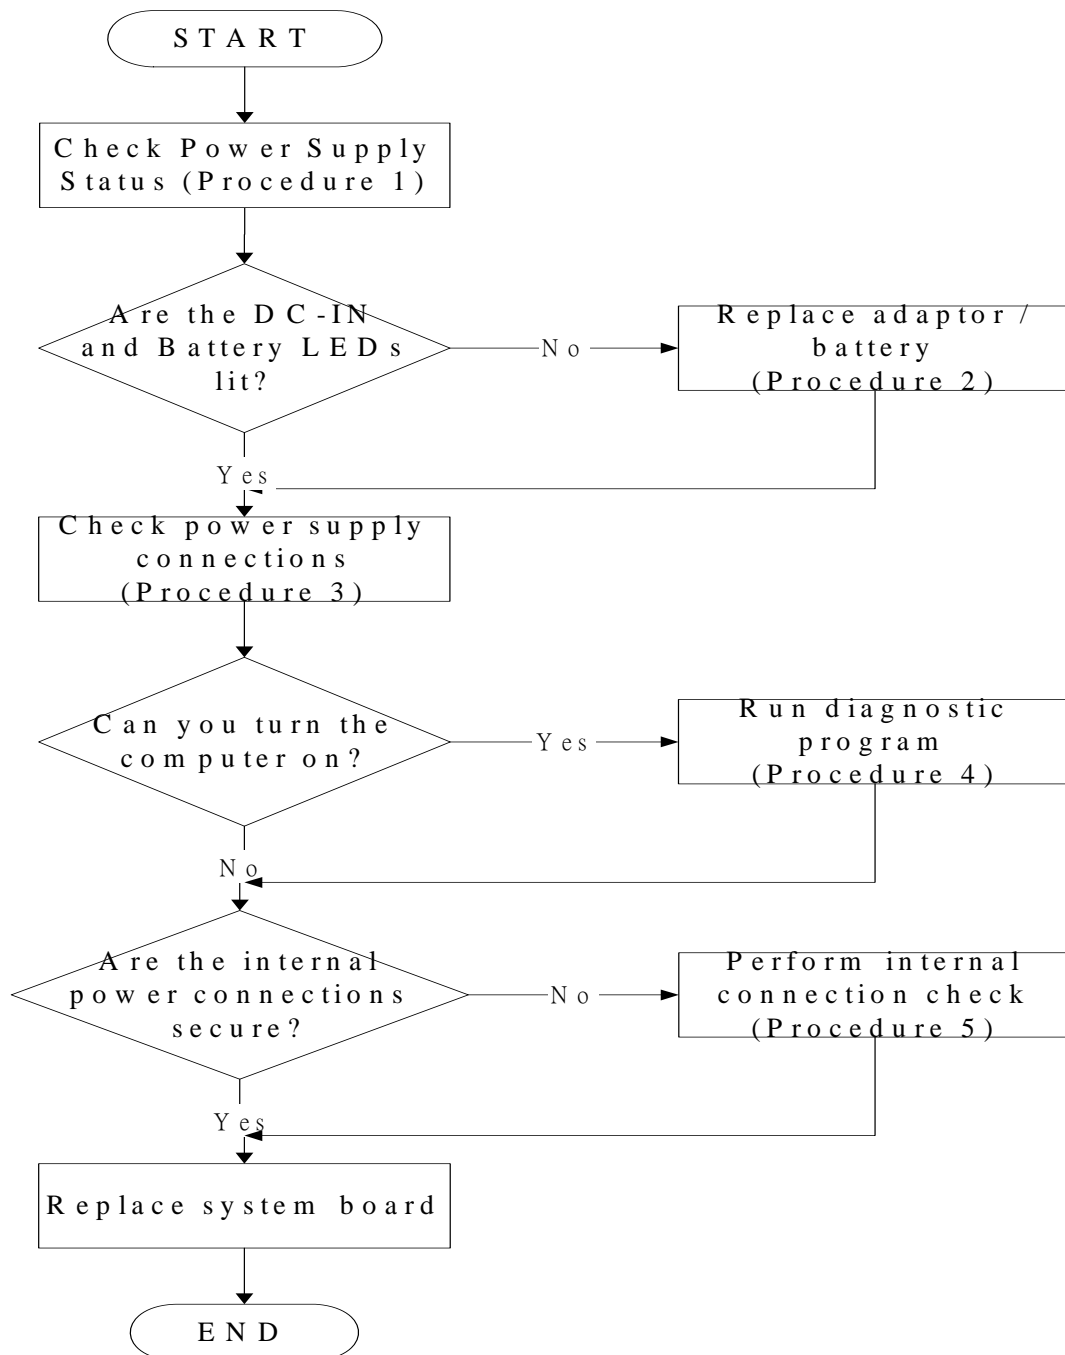 START
Check Power Supply
Status (Procedure 1)
Are the DC-IN
and Battery LEDs
lit?
No
Replace adaptor /
battery
(Procedure 2)
Yes
Check power supply
connections
(Procedure 3)
Can you turn the
computer on?
Yes
Run diagnostic
program
(Procedure 4)
No
Are the internal
power connections
secure?
No
Perform internal
connection check
(Procedure 5)
Yes
Replace system board
END